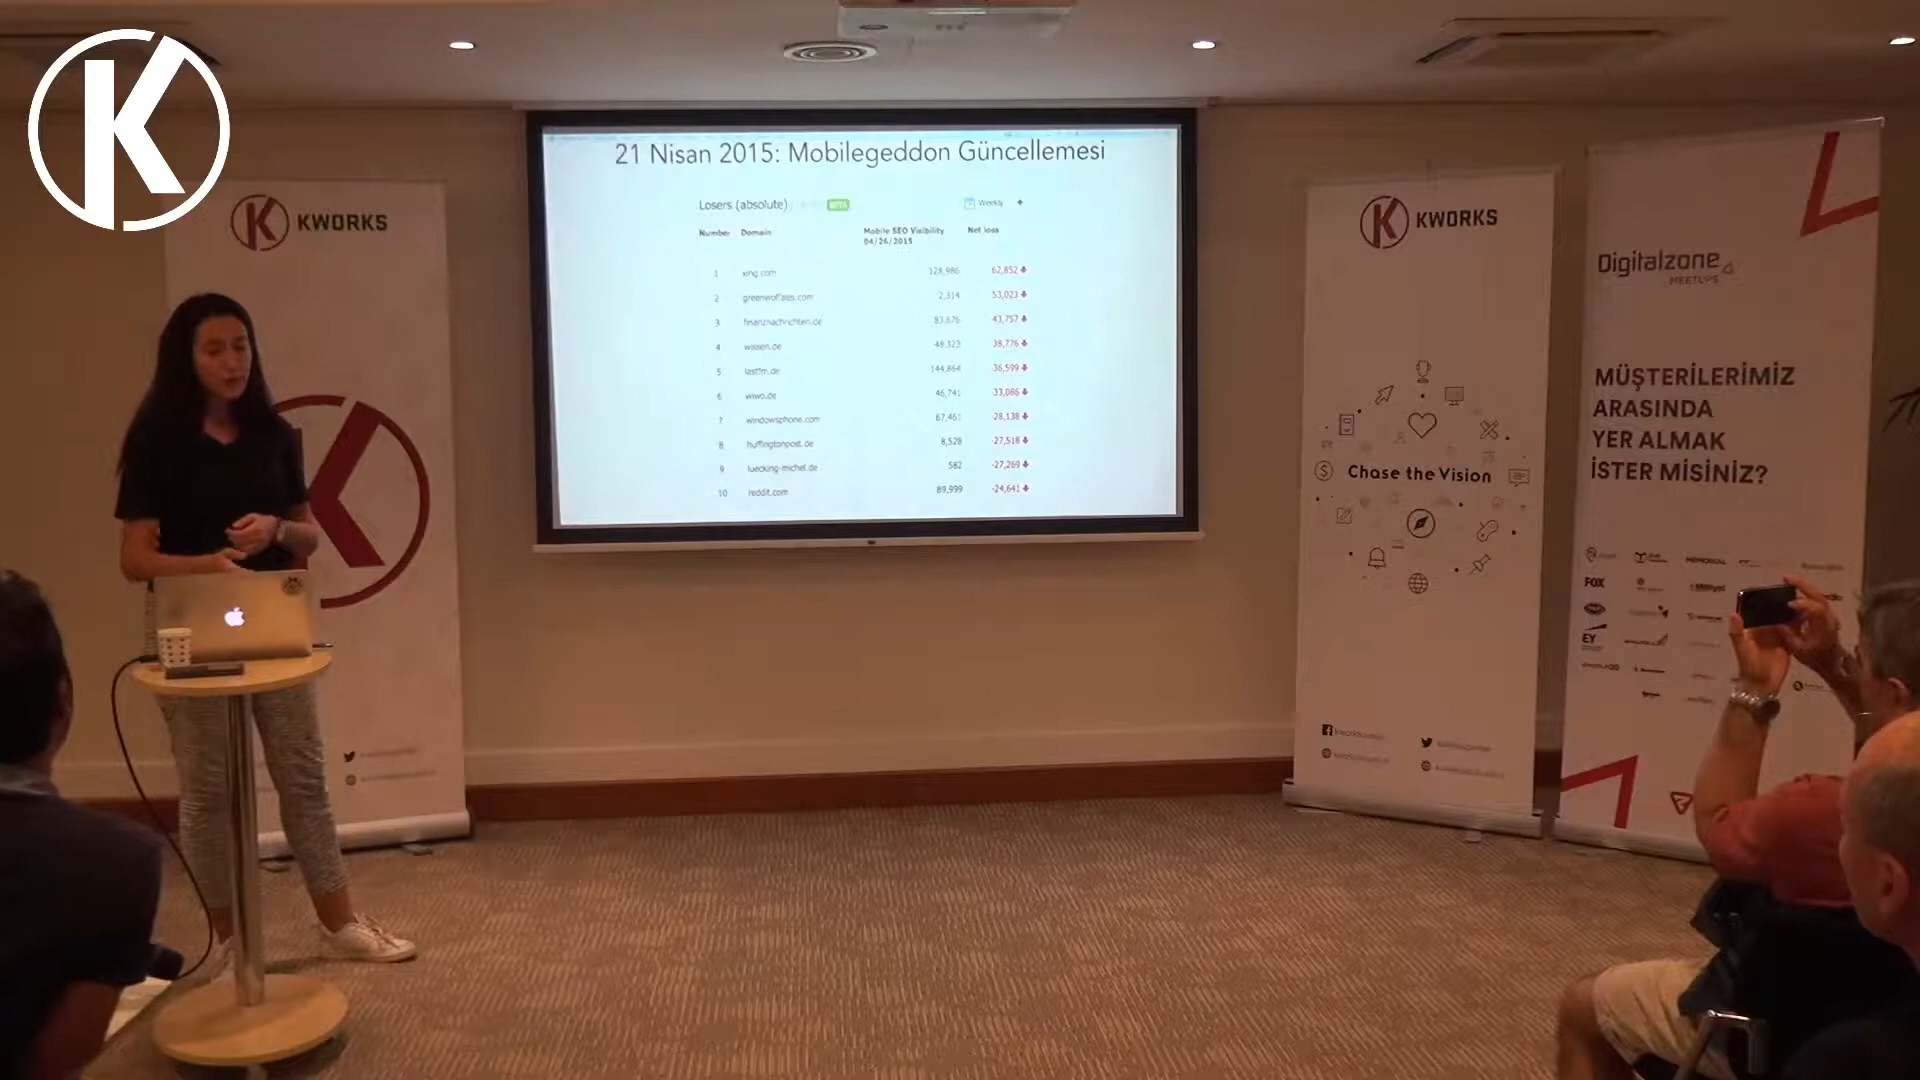 K
21 Nisan 2015: Mobilegeddon Güncellemesi
Losers (absolute) BETA Weekly
Number Domain Mobile SEO Visibility 04/26/2015 Net loss
1 xing.com 128,986 62,852
2 2,314 53,023
3 finanznachrichten.de 83,676 43,757
4 wissen.de 48,323 38,776
5 lastfm.de 144,864 36,599
6 wiwo.de 46,741 33,086
7 windowsphone.com 67,461 -28,138
8 huffingtonpost.de 8,528 -27,518
9 luecking-michel.de 582 -27,269
10 reddit.com 89,999 -24,641
K KWORKS
K KWORKS
Chase the Vision
Digitalzone
MEETUPS
MÜŞTERİLERİMİZ
ARASINDA
YER ALMAK
İSTER MİSİNİZ?
FOX
EY